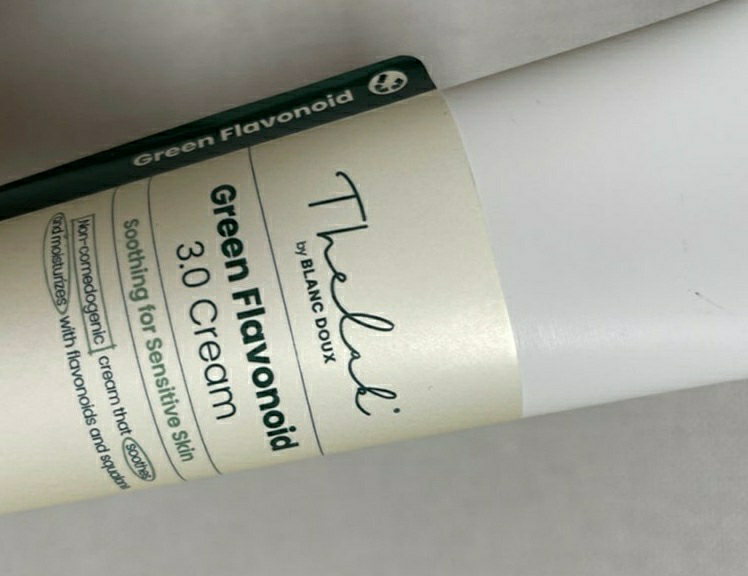 Green Flavonoid
Thelab
by BLANC DOUX
Green Flavonoid
3.0 Cream
Soothing for Sensitive Skin
Non-comedogenic cream that soothes
and moisturizes with flavonoids and